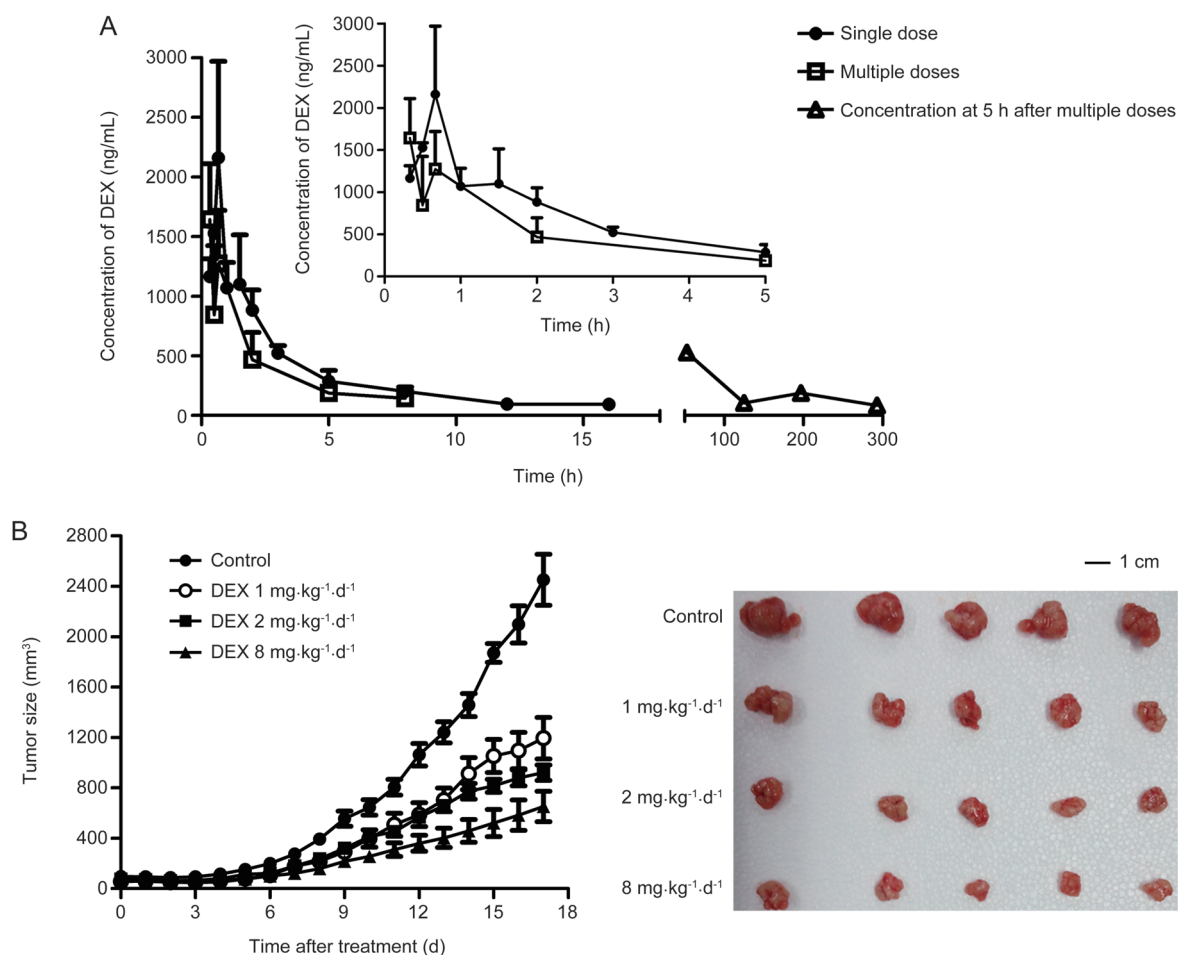 A
Concentration of DEX (ng/mL)
3000
2500
2000
1500
1000
500
0
0
5
10
15
100
200
300
Time (h)
Concentration of DEX (ng/mL)
3000
2500
2000
1500
1000
500
0
0
1
2
3
4
5
Time (h)
Single dose
Multiple doses
Concentration at 5 h after multiple doses
B
Tumor size (mm³)
2800
2400
2000
1600
1200
800
400
0
0
3
6
9
12
15
18
Time after treatment (d)
Control
DEX 1 mg·kg⁻¹·d⁻¹
DEX 2 mg·kg⁻¹·d⁻¹
DEX 8 mg·kg⁻¹·d⁻¹
1 cm
Control
1 mg·kg⁻¹·d⁻¹
2 mg·kg⁻¹·d⁻¹
8 mg·kg⁻¹·d⁻¹